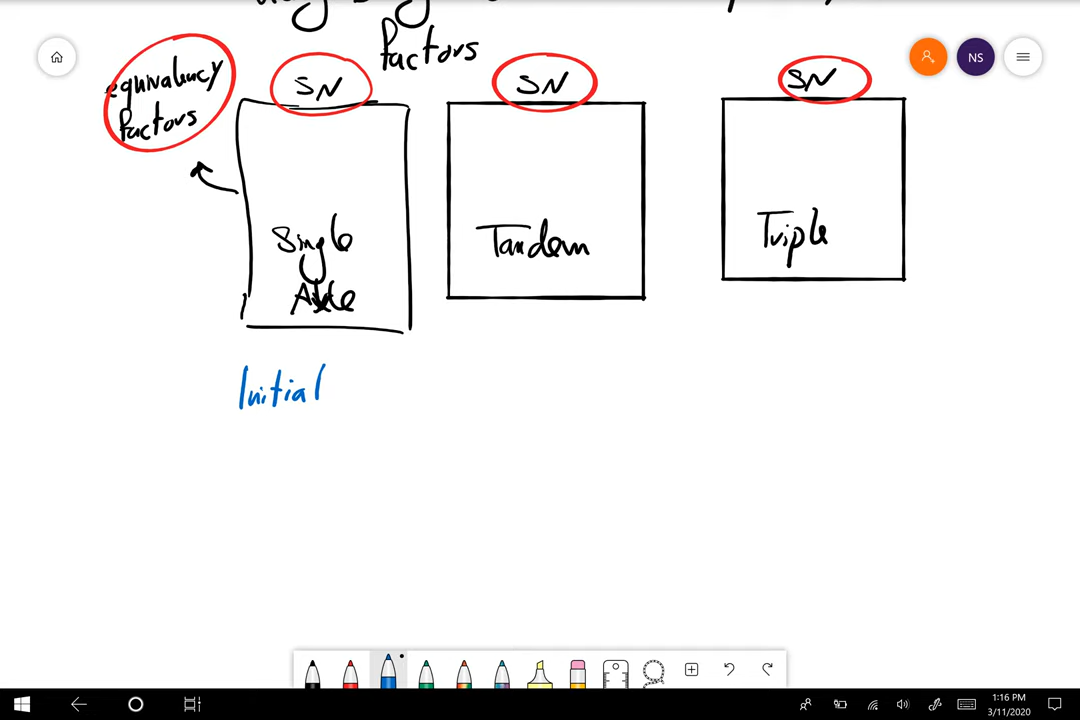 factors
equivalency
factors
SN
SN
SN
Single
Axle
Tandem
Triple
Initial
NS
1:16 PM
3/11/2020